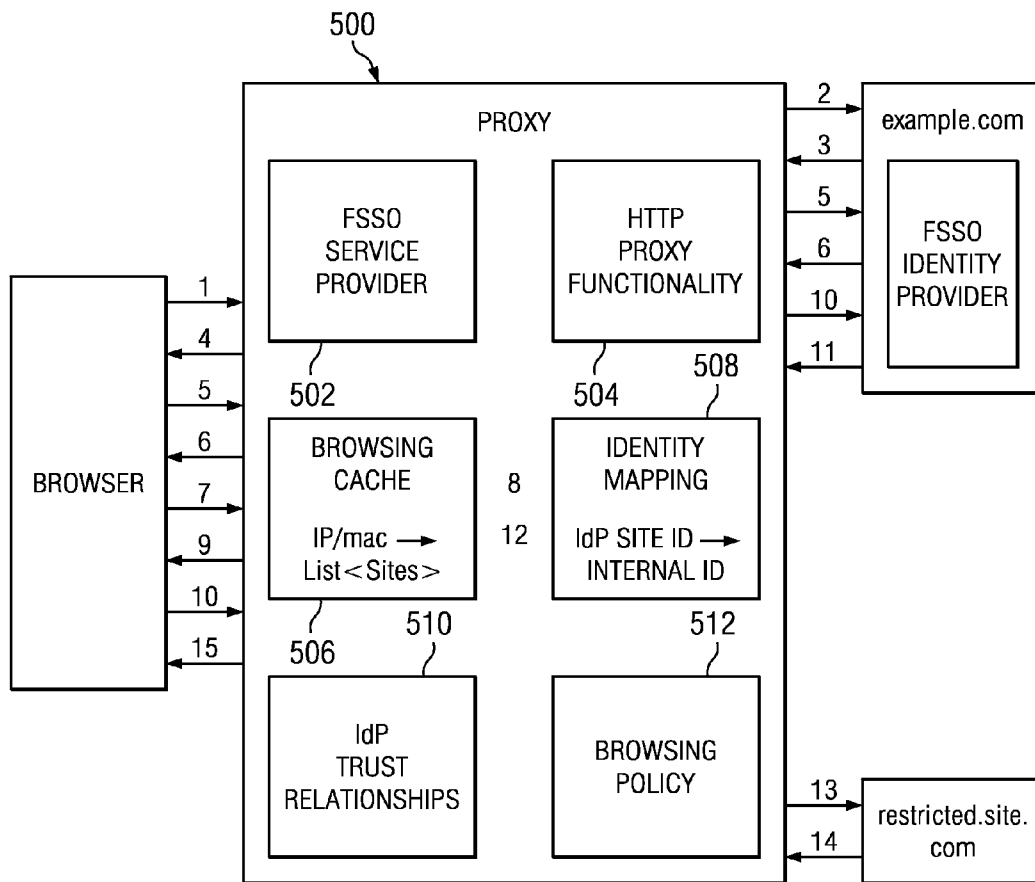 500
PROXY
FSSO
SERVICE
PROVIDER
502
HTTP
PROXY
FUNCTIONALITY
504
BROWSING
CACHE
IP/mac →
List<Sites>
506
8
12
508
IDENTITY
MAPPING
IdP SITE ID →
INTERNAL ID
510
IdP
TRUST
RELATIONSHIPS
512
BROWSING
POLICY
BROWSER
1
4
5
6
7
9
10
15
2
3
5
6
10
11
example.com
FSSO
IDENTITY
PROVIDER
13
14
restricted.site.
com